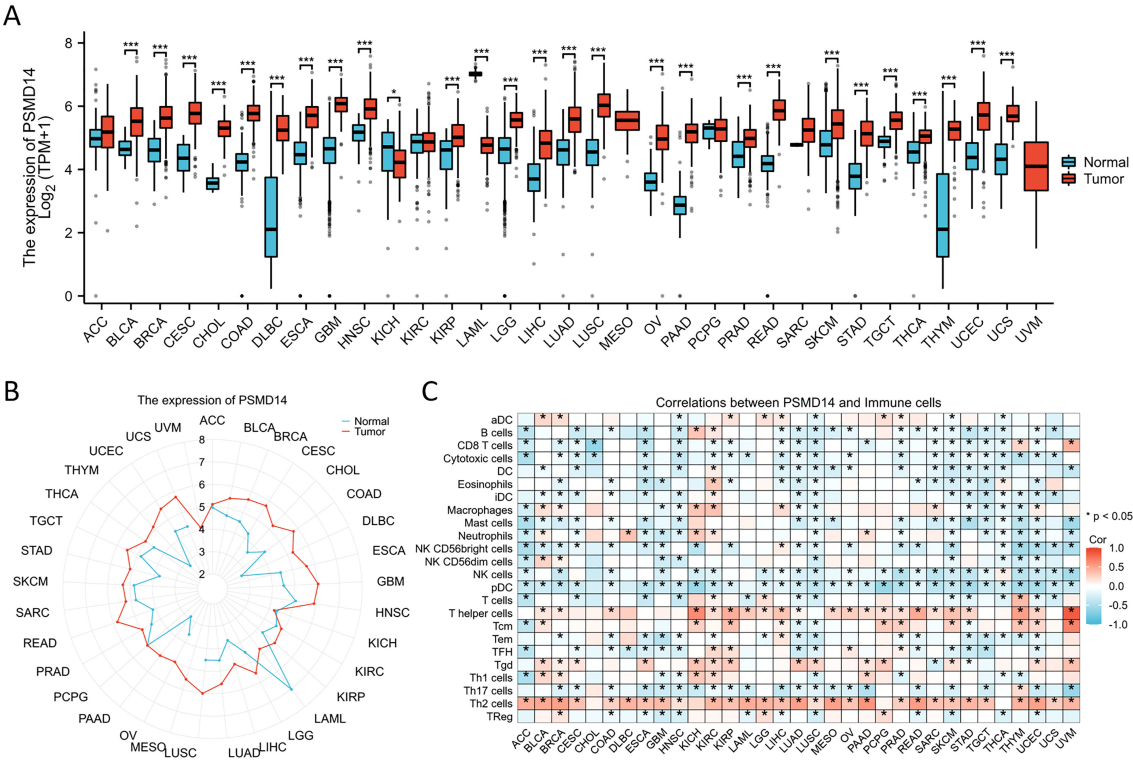 A
The expression of PSMD14
Log2 (TPM+1)
8
6
4
2
0
*** *** *** *** *** *** *** *** *** *** * *** *** *** *** *** *** *** *** *** *** *** *** *** *** *** *** ***
Normal
Tumor
ACC BLCA BRCA CESC CHOL COAD DLBC ESCA GBM HNSC KICH KIRC KIRP LAML LGG LIHC LUAD LUSC MESO OV PAAD PCPG PRAD READ SARC SKCM STAD TGCT THCA THYM UCEC UCS UVM
B
The expression of PSMD14
Normal
Tumor
ACC
BLCA
BRCA
CESC
CHOL
COAD
DLBC
ESCA
GBM
HNSC
KICH
KIRC
KIRP
LAML
LGG
LIHC
LUAD
LUSC
MESO
OV
PAAD
PCPG
PRAD
READ
SARC
SKCM
STAD
TGCT
THCA
THYM
UCEC
UCS
UVM
8
7
6
5
4
3
2
C
Correlations between PSMD14 and Immune cells
aDC
B cells
CD8 T cells
Cytotoxic cells
DC
Eosinophils
iDC
Macrophages
Mast cells
Neutrophils
NK CD56bright cells
NK CD56dim cells
NK cells
pDC
T cells
T helper cells
Tcm
Tem
TFH
Tgd
Th1 cells
Th17 cells
Th2 cells
TReg
ACC BLCA BRCA CESC CHOL COAD DLBC ESCA GBM HNSC KICH KIRC KIRP LAML LGG LIHC LUAD LUSC MESO OV PAAD PCPG PRAD READ SARC SKCM STAD TGCT THCA THYM UCEC UCS UVM
* p < 0.05
Cor
1.0
0.5
0.0
-0.5
-1.0